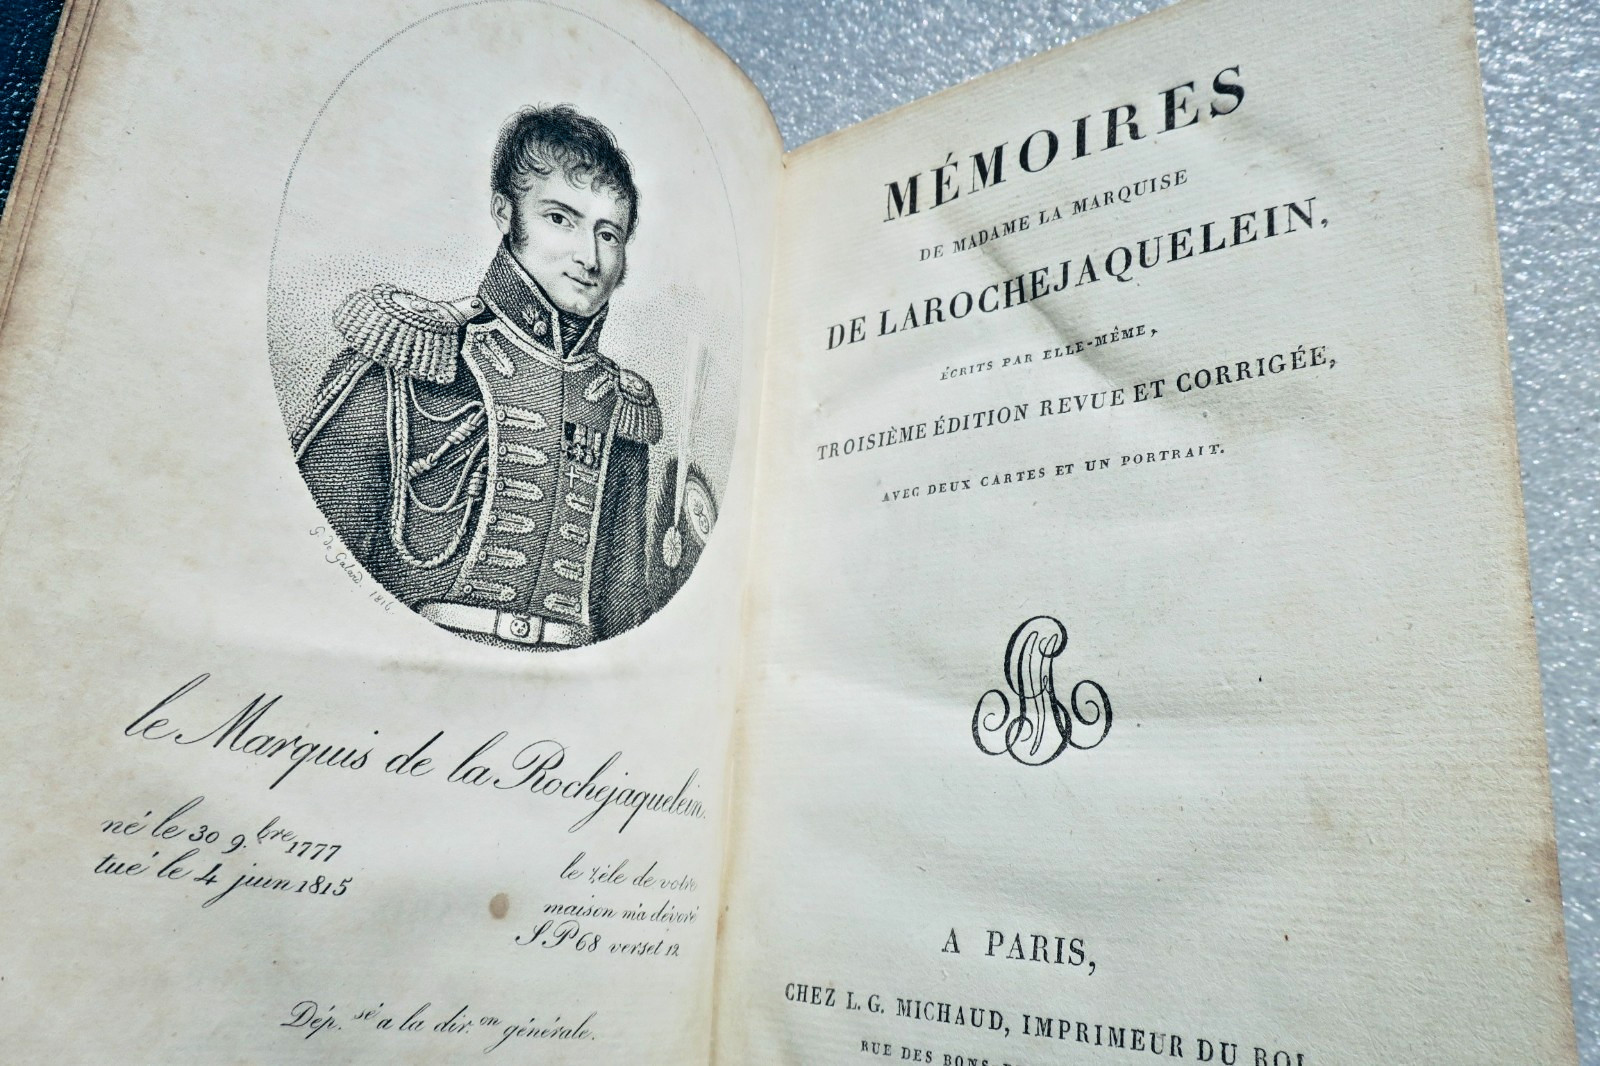 G. de Galard. 1816.
le Marquis de la Rochejaquelein.
né le 30 9.bre 1777
tué le 4 juin 1815
le zèle de votre
maison m'a dévoré
S P 68 verset 12
Dép.sé a la dir.on générale.
MÉMOIRES
DE MADAME LA MARQUISE
DE LAROCHEJAQUELEIN,
ÉCRITS PAR ELLE-MÊME,
TROISIÈME ÉDITION REVUE ET CORRIGÉE,
AVEC DEUX CARTES ET UN PORTRAIT.
A PARIS,
CHEZ L. G. MICHAUD, IMPRIMEUR DU ROI
RUE DES BONS-